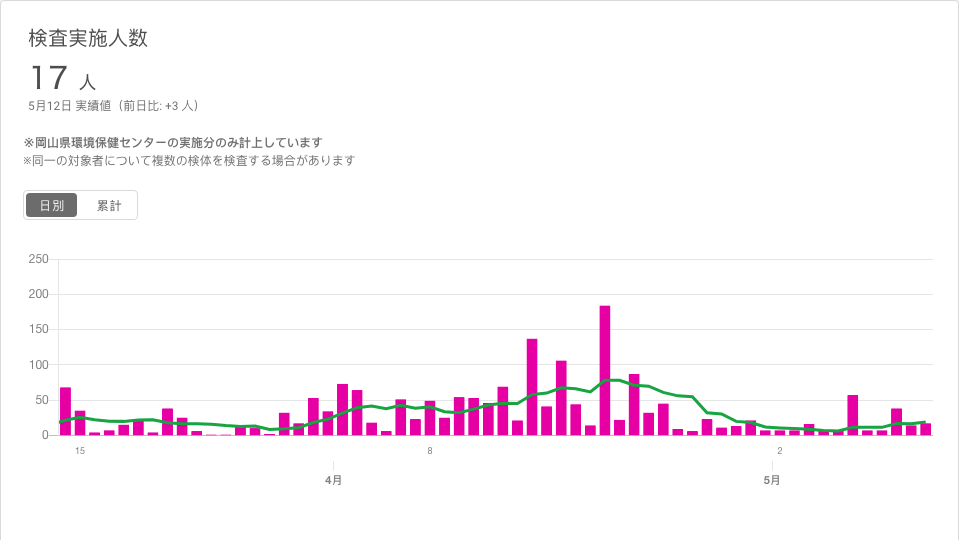 検査実施人数
17 人
5月12日 実績値（前日比: +3 人）
※岡山県環境保健センターの実施分のみ計上しています
※同一の対象者について複数の検体を検査する場合があります
日別 累計
250
200
150
100
50
0
15 8 2
4月 5月